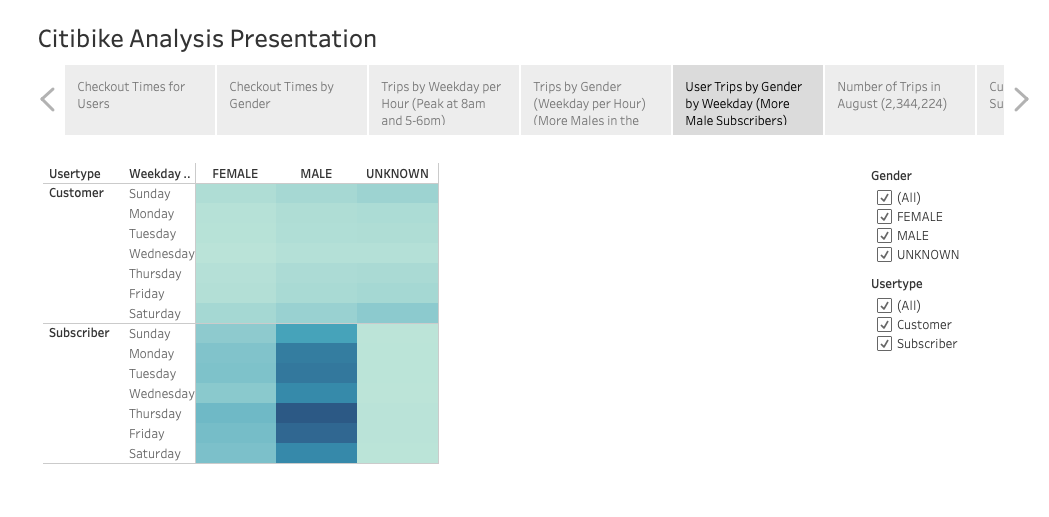 Citibike Analysis Presentation
Checkout Times for
Users
Checkout Times by
Gender
Trips by Weekday per
Hour (Peak at 8am
and 5-6pm)
Trips by Gender
(Weekday per Hour)
(More Males in the
User Trips by Gender
by Weekday (More
Male Subscribers)
Number of Trips in
August (2,344,224)
Cu
Su
Usertype Weekday .. FEMALE MALE UNKNOWN
Customer Sunday
Monday
Tuesday
Wednesday
Thursday
Friday
Saturday
Subscriber Sunday
Monday
Tuesday
Wednesday
Thursday
Friday
Saturday
Gender
(All)
FEMALE
MALE
UNKNOWN
Usertype
(All)
Customer
Subscriber